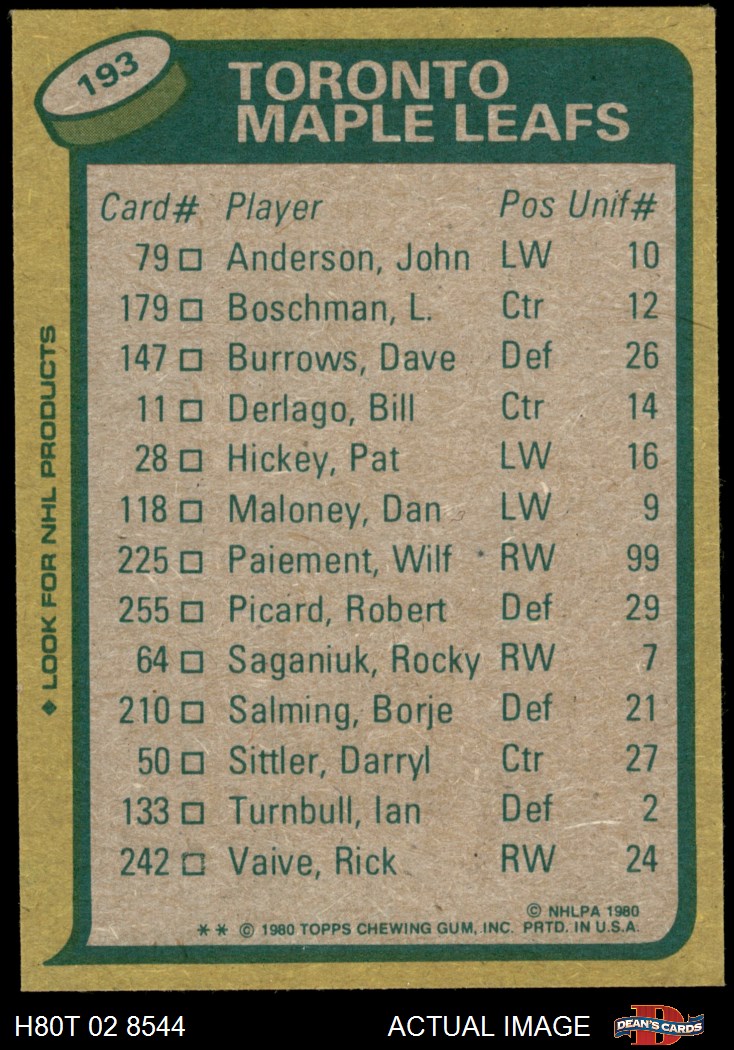 193
TORONTO
MAPLE LEAFS
Card# Player Pos Unif#
79 Anderson, John LW 10
179 Boschman, L. Ctr 12
147 Burrows, Dave Def 26
11 Derlago, Bill Ctr 14
28 Hickey, Pat LW 16
118 Maloney, Dan LW 9
225 Paiement, Wilf RW 99
255 Picard, Robert Def 29
64 Saganiuk, Rocky RW 7
210 Salming, Borje Def 21
50 Sittler, Darryl Ctr 27
133 Turnbull, Ian Def 2
242 Vaive, Rick RW 24
© NHLPA 1980
** © 1980 TOPPS CHEWING GUM, INC. PRTD. IN U.S.A.
◆ LOOK FOR NHL PRODUCTS
H80T 02 8544 ACTUAL IMAGE
D
DEAN'S CARDS